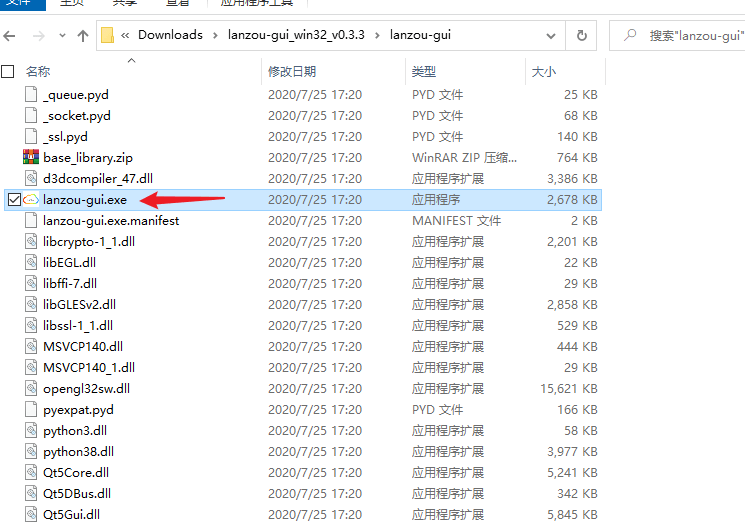 文件 主页 共享 查看 应用程序工具
« Downloads › lanzou-gui_win32_v0.3.3 › lanzou-gui 搜索"lanzou-gui"
名称 修改日期 类型 大小
_queue.pyd 2020/7/25 17:20 PYD 文件 25 KB
_socket.pyd 2020/7/25 17:20 PYD 文件 68 KB
_ssl.pyd 2020/7/25 17:20 PYD 文件 140 KB
base_library.zip 2020/7/25 17:20 WinRAR ZIP 压缩... 764 KB
d3dcompiler_47.dll 2020/7/25 17:20 应用程序扩展 3,386 KB
lanzou-gui.exe 2020/7/25 17:20 应用程序 2,678 KB
lanzou-gui.exe.manifest 2020/7/25 17:20 MANIFEST 文件 2 KB
libcrypto-1_1.dll 2020/7/25 17:20 应用程序扩展 2,201 KB
libEGL.dll 2020/7/25 17:20 应用程序扩展 22 KB
libffi-7.dll 2020/7/25 17:20 应用程序扩展 29 KB
libGLESv2.dll 2020/7/25 17:20 应用程序扩展 2,858 KB
libssl-1_1.dll 2020/7/25 17:20 应用程序扩展 529 KB
MSVCP140.dll 2020/7/25 17:20 应用程序扩展 444 KB
MSVCP140_1.dll 2020/7/25 17:20 应用程序扩展 29 KB
opengl32sw.dll 2020/7/25 17:20 应用程序扩展 15,621 KB
pyexpat.pyd 2020/7/25 17:20 PYD 文件 166 KB
python3.dll 2020/7/25 17:20 应用程序扩展 58 KB
python38.dll 2020/7/25 17:20 应用程序扩展 3,977 KB
Qt5Core.dll 2020/7/25 17:20 应用程序扩展 5,241 KB
Qt5DBus.dll 2020/7/25 17:20 应用程序扩展 342 KB
Qt5Gui.dll 2020/7/25 17:20 应用程序扩展 5,845 KB